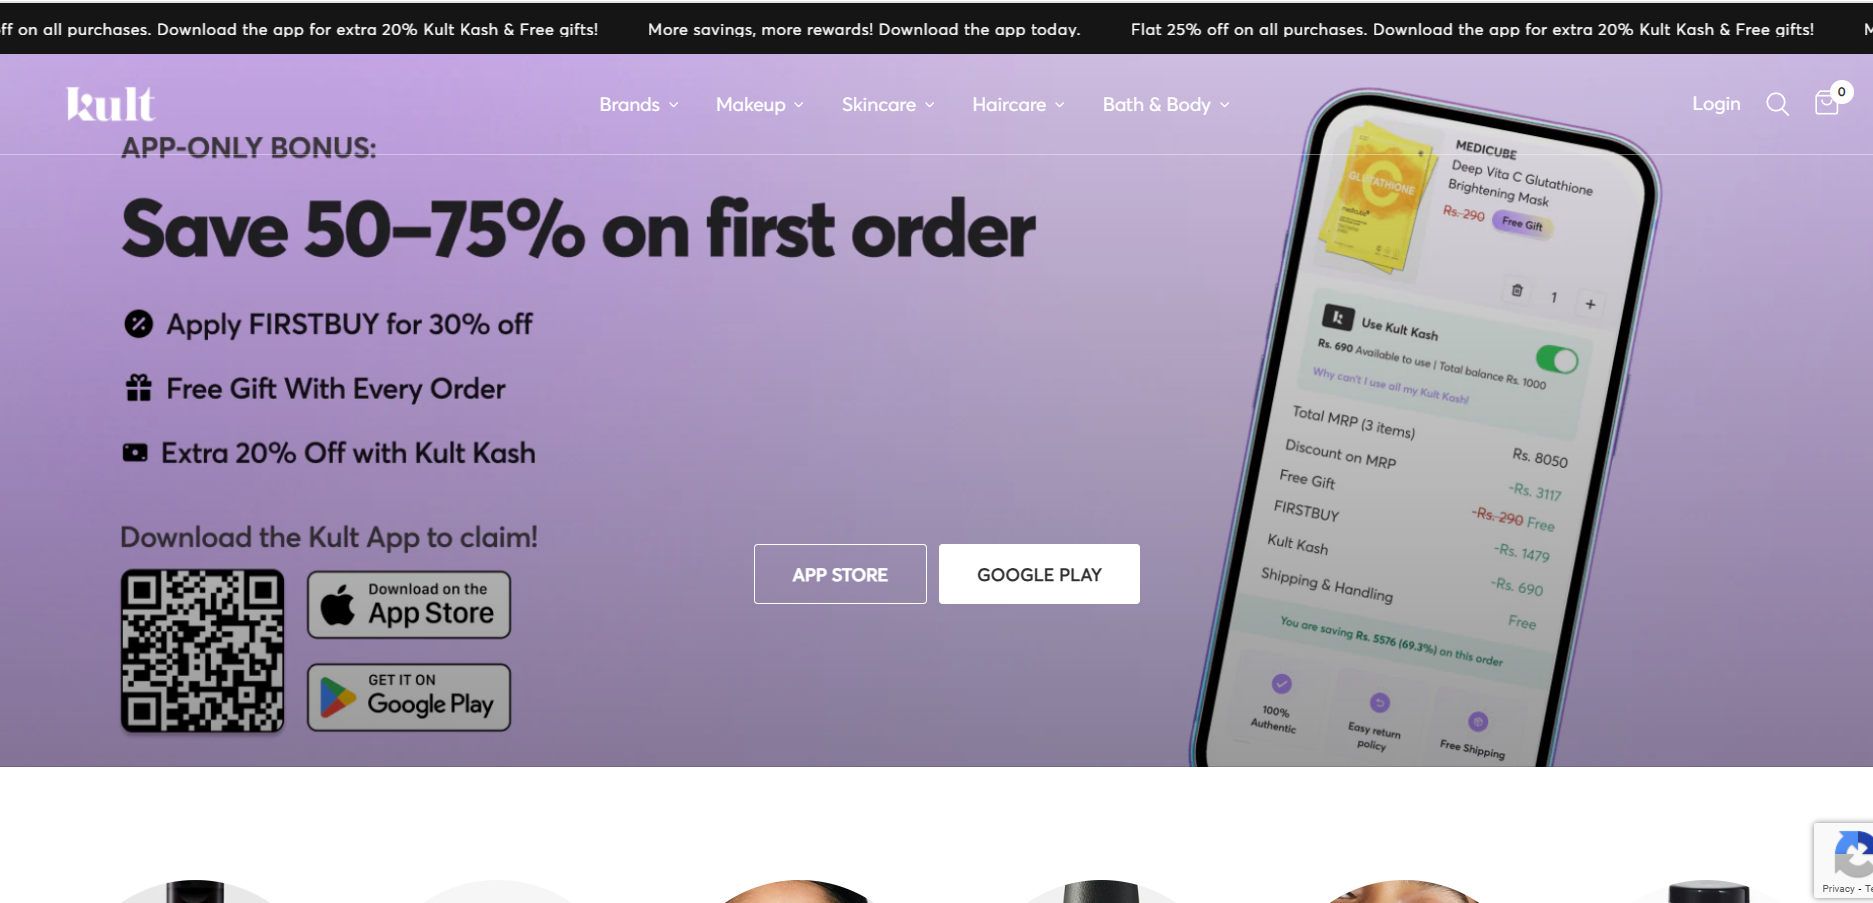 ff on all purchases. Download the app for extra 20% Kult Kash & Free gifts! More savings, more rewards! Download the app today. Flat 25% off on all purchases. Download the app for extra 20% Kult Kash & Free gifts! M
kult
Brands Makeup Skincare Haircare Bath & Body
Login
0
APP-ONLY BONUS:
Save 50–75% on first order
Apply FIRSTBUY for 30% off
Free Gift With Every Order
Extra 20% Off with Kult Kash
Download the Kult App to claim!
Download on the
App Store
GET IT ON
Google Play
APP STORE
GOOGLE PLAY
GLUTATHIONE
medicube
MEDICUBE
Deep Vita C Glutathione
Brightening Mask
Rs. 290 Free Gift
1 +
k Use Kult Kash
Rs. 690 Available to use | Total balance Rs. 1000
Why can't I use all my Kult Kash!
Total MRP (3 items) Rs. 8050
Discount on MRP -Rs. 3117
Free Gift -Rs. 290 Free
FIRSTBUY -Rs. 1479
Kult Kash -Rs. 690
Shipping & Handling Free
You are saving Rs. 5576 (69.3%) on this order
100%
Authentic
Easy return
policy
Free Shipping
Privacy - Te